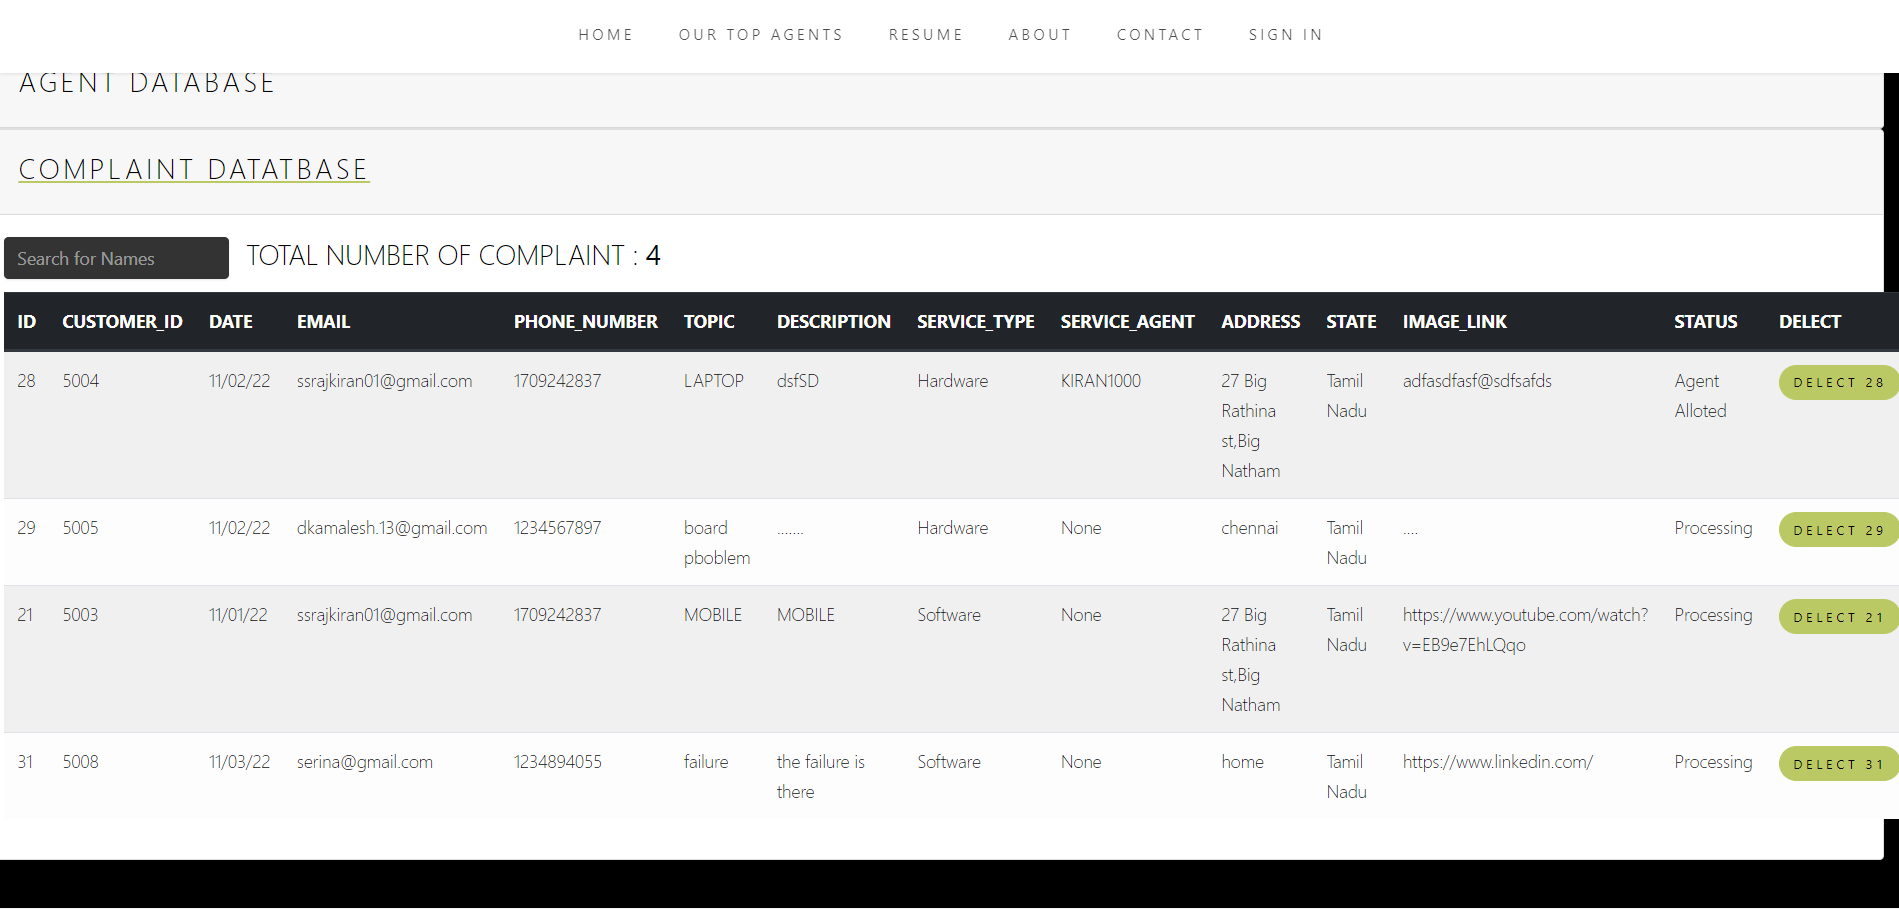 HOME OUR TOP AGENTS RESUME ABOUT CONTACT SIGN IN
AGENT DATABASE
COMPLAINT DATATBASE
Search for Names TOTAL NUMBER OF COMPLAINT : 4
ID CUSTOMER_ID DATE EMAIL PHONE_NUMBER TOPIC DESCRIPTION SERVICE_TYPE SERVICE_AGENT ADDRESS STATE IMAGE_LINK STATUS DELECT
28 5004 11/02/22 ssrajkiran01@gmail.com 1709242837 LAPTOP dsfSD Hardware KIRAN1000 27 Big Tamil adfasdfasf@sdfsafds Agent DELECT 28
Rathina Nadu Alloted
st,Big
Natham
29 5005 11/02/22 dkamalesh.13@gmail.com 1234567897 board ....... Hardware None chennai Tamil .... Processing DELECT 29
pboblem Nadu
21 5003 11/01/22 ssrajkiran01@gmail.com 1709242837 MOBILE MOBILE Software None 27 Big Tamil https://www.youtube.com/watch? Processing DELECT 21
Rathina Nadu v=EB9e7EhLQqo
st,Big
Natham
31 5008 11/03/22 serina@gmail.com 1234894055 failure the failure is Software None home Tamil https://www.linkedin.com/ Processing DELECT 31
there Nadu